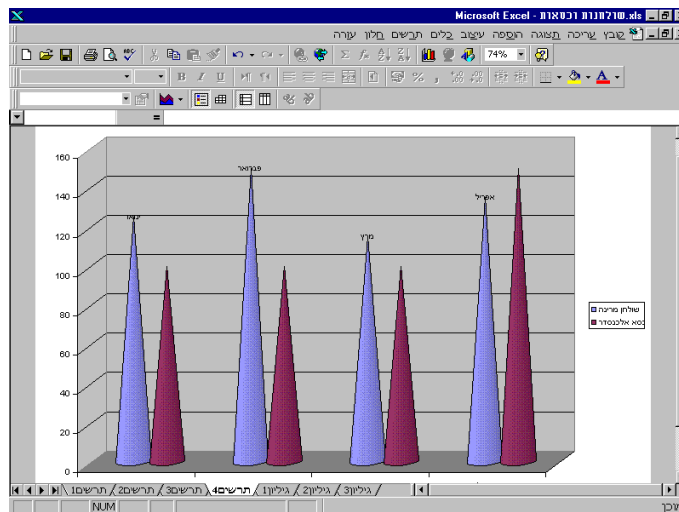 Microsoft Excel - שולחנות וכסאות.xls
קובץ עריכה תצוגה הוספה עיצוב כלים תרשים חלון עזרה
74%
B I U
=
160
140
120
100
80
60
40
20
0
ינואר
פברואר
מרץ
אפריל
שולחן מרינה
כסא אלכסנדר
תרשים1 תרשים2 תרשים3 תרשים4 גיליון1 גיליון2 גיליון3
NUM